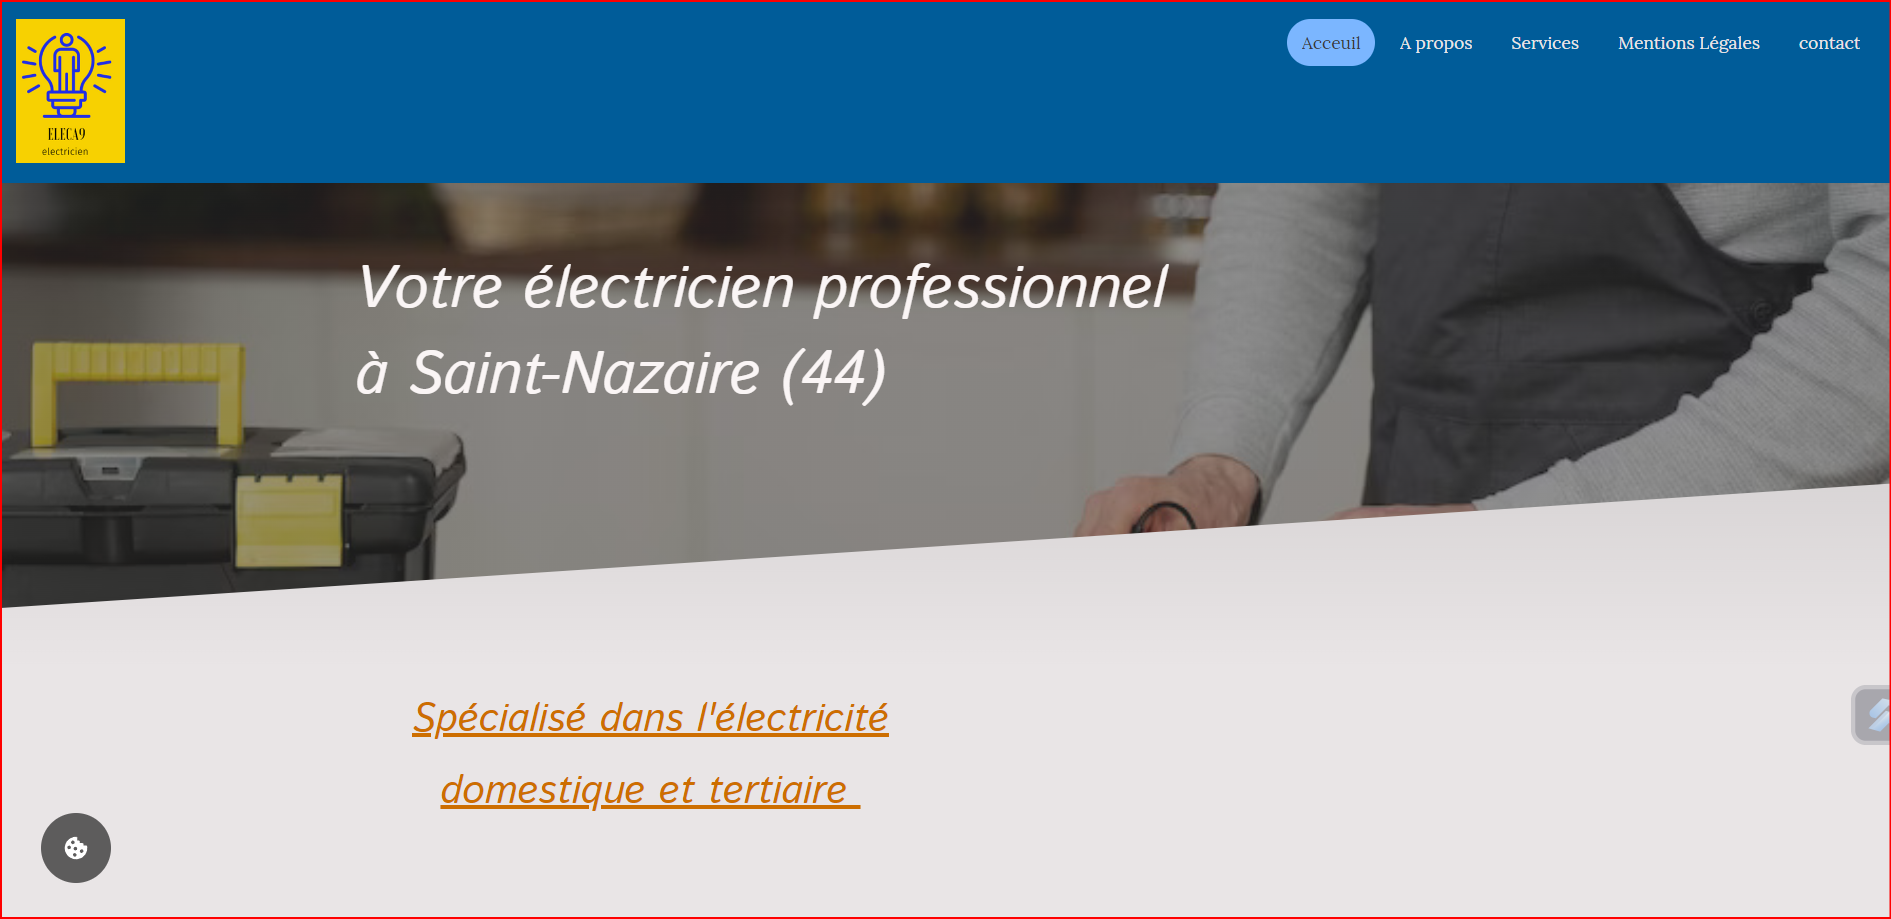 ELECA9
electricien
Acceuil A propos Services Mentions Légales contact
Votre électricien professionnel
à Saint-Nazaire (44)
Spécialisé dans l'électricité
domestique et tertiaire